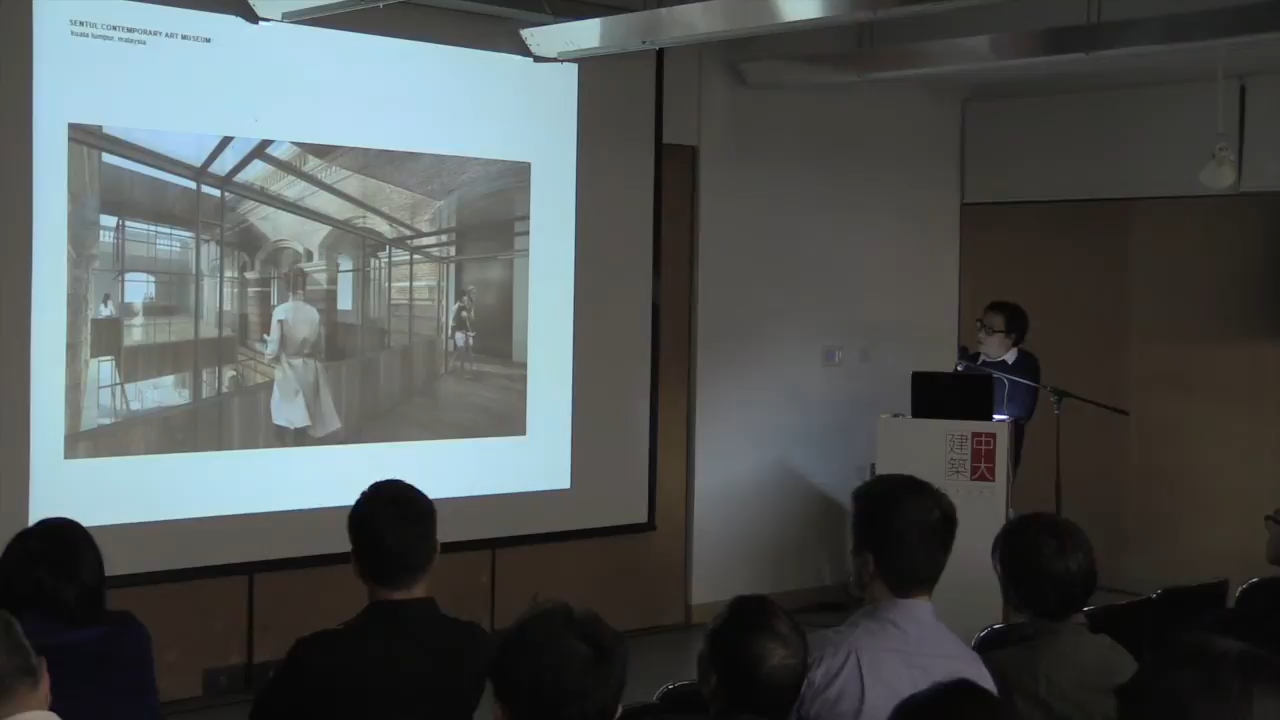 SENTUL CONTEMPORARY ART MUSEUM
kuala lumpur, malaysia
建 中
築 大